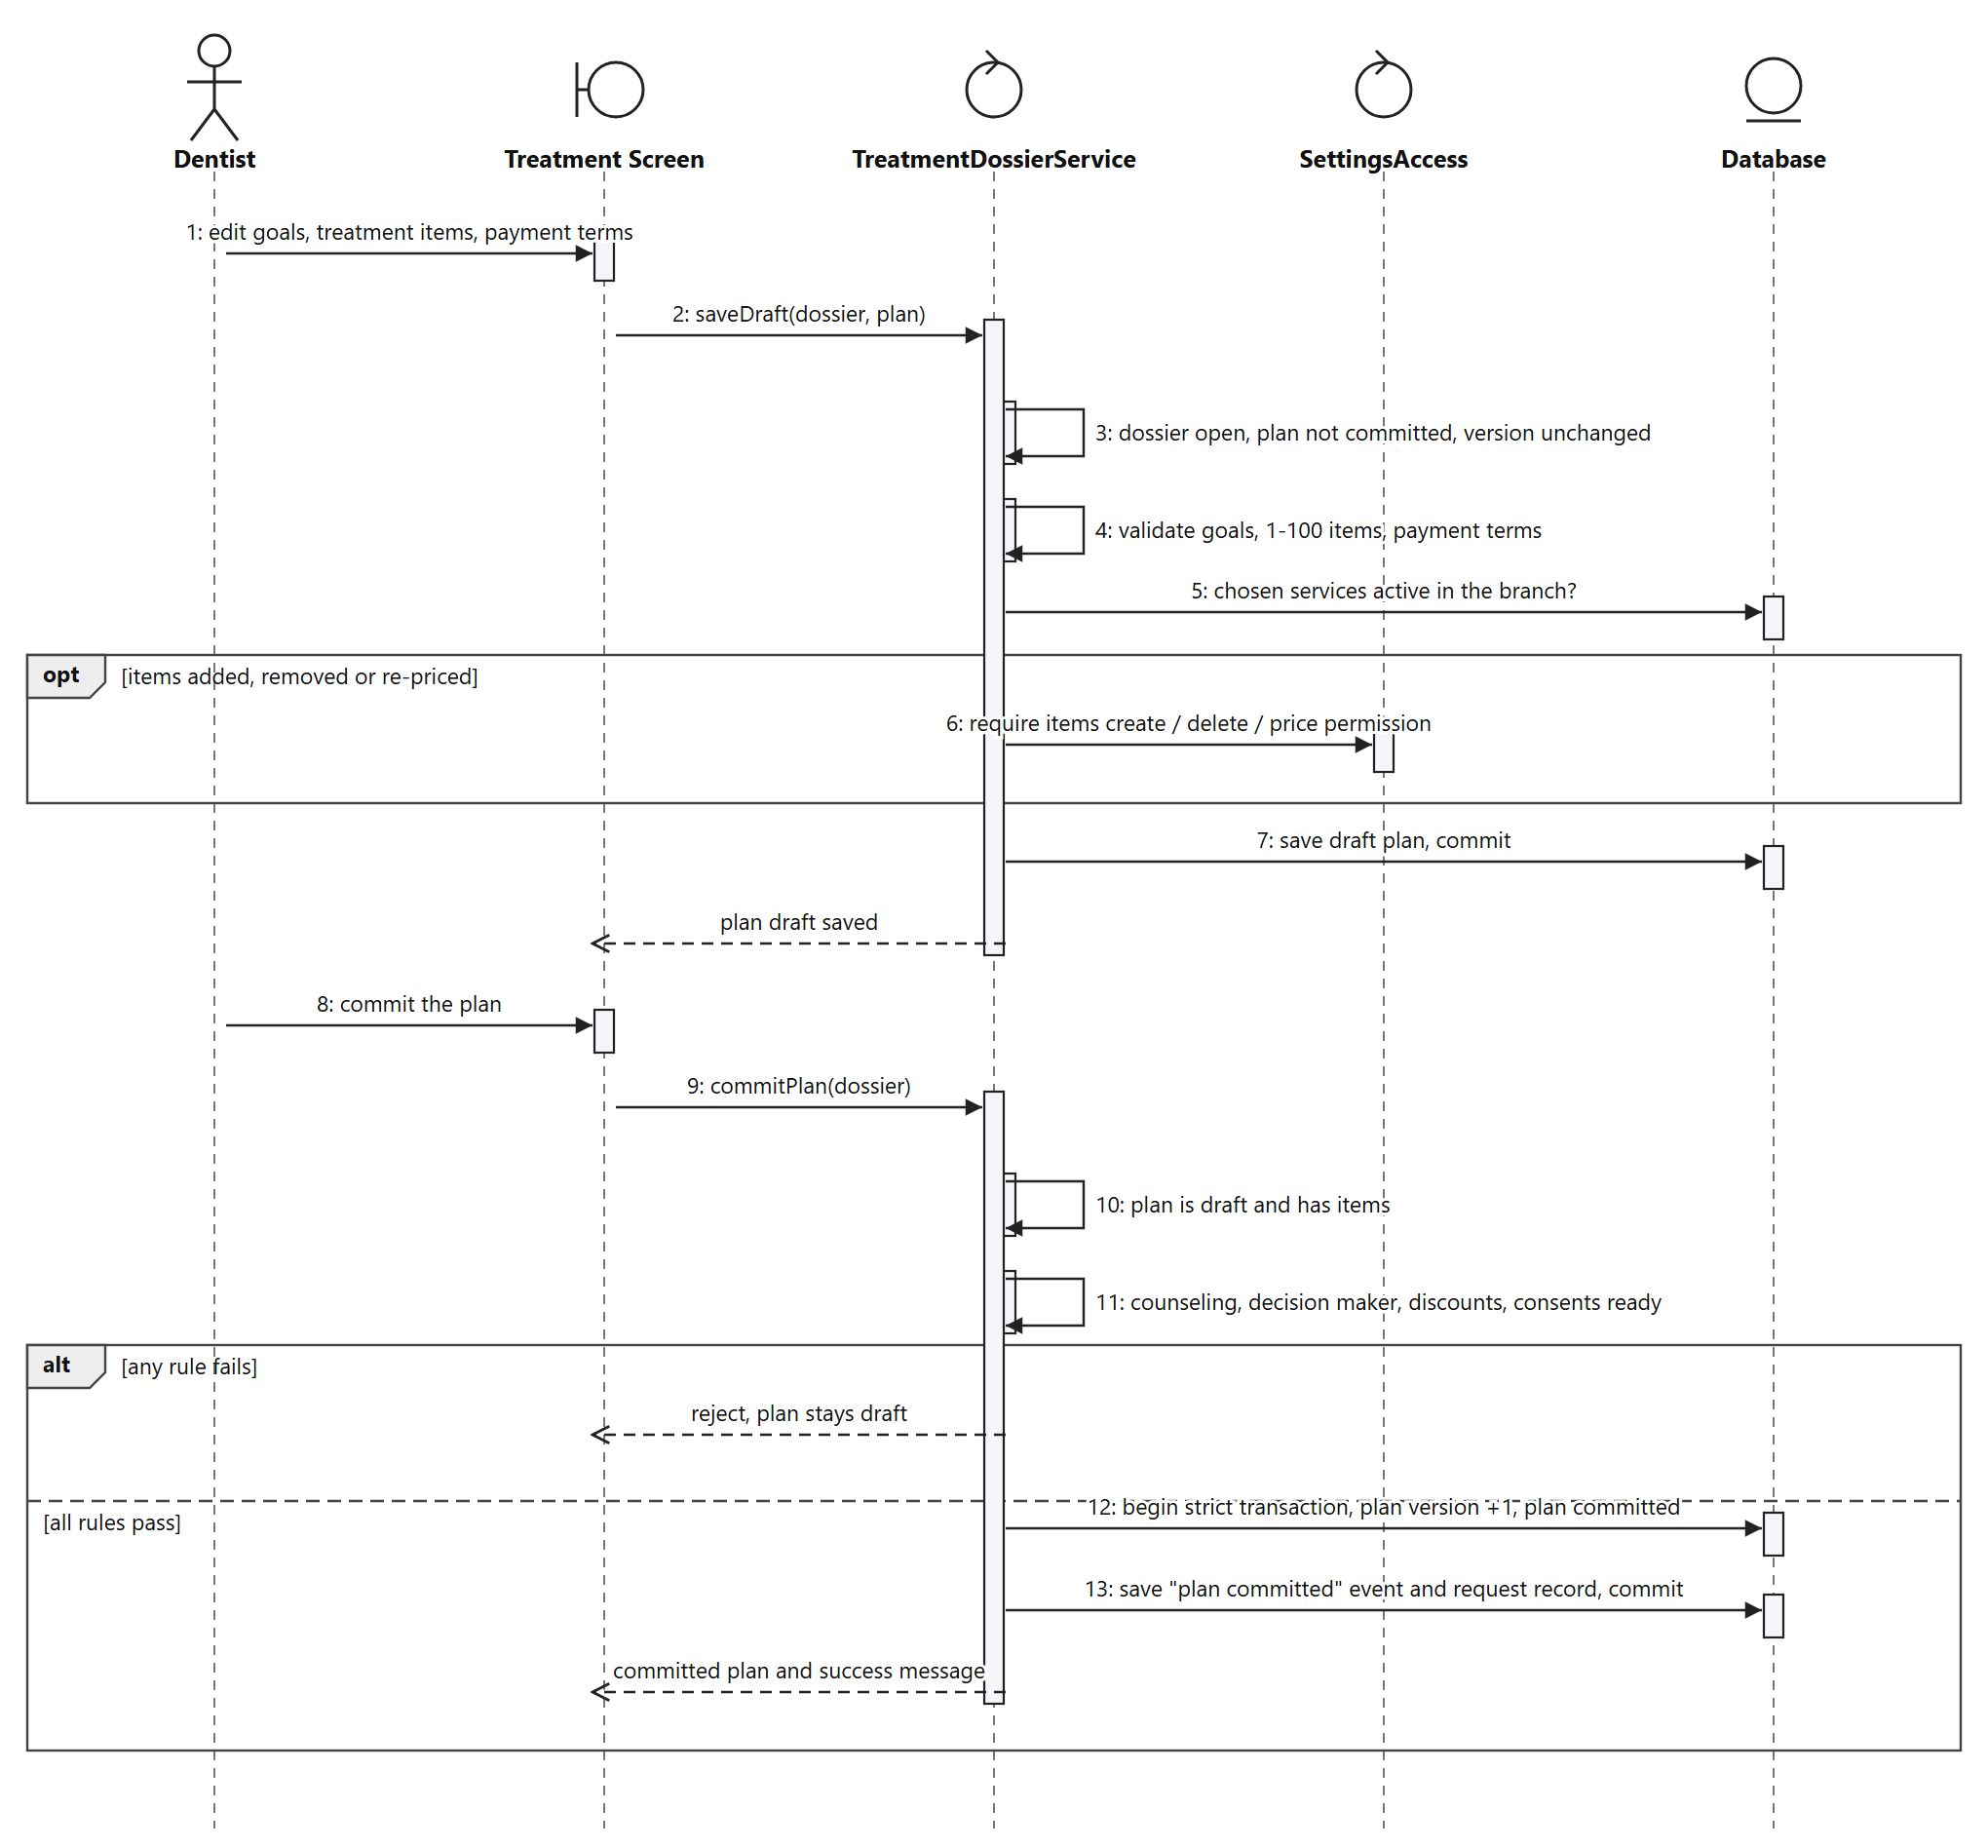 Dentist
Treatment Screen
TreatmentDossierService
SettingsAccess
Database
1: edit goals, treatment items, payment terms
2: saveDraft(dossier, plan)
3: dossier open, plan not committed, version unchanged
4: validate goals, 1-100 items, payment terms
5: chosen services active in the branch?
opt
[items added, removed or re-priced]
6: require items create / delete / price permission
7: save draft plan, commit
plan draft saved
8: commit the plan
9: commitPlan(dossier)
10: plan is draft and has items
11: counseling, decision maker, discounts, consents ready
alt
[any rule fails]
reject, plan stays draft
12: begin strict transaction, plan version +1, plan committed
[all rules pass]
13: save "plan committed" event and request record, commit
committed plan and success message